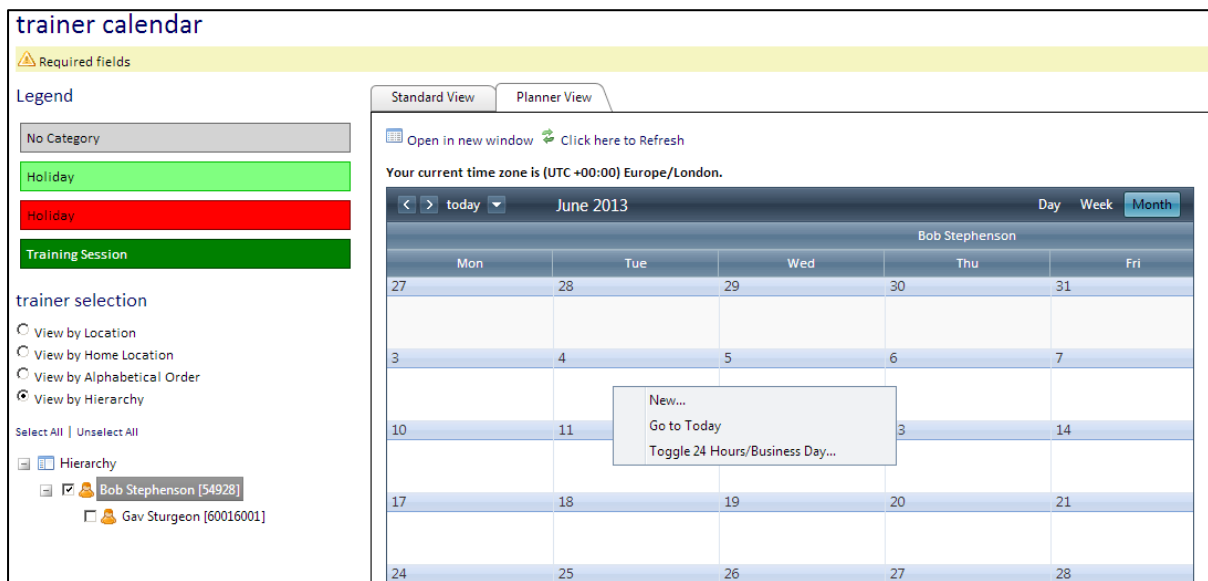 trainer calendar
Required fields
Legend
No Category
Holiday
Holiday
Training Session
trainer selection
View by Location
View by Home Location
View by Alphabetical Order
View by Hierarchy
Select All | Unselect All
Hierarchy
Bob Stephenson [54928]
Gav Sturgeon [60016001]
Standard View Planner View
Open in new window Click here to Refresh
Your current time zone is (UTC +00:00) Europe/London.
today June 2013 Day Week Month
Bob Stephenson
Mon Tue Wed Thu Fri
27 28 29 30 31
3 4 5 6 7
New...
Go to Today
Toggle 24 Hours/Business Day...
10 11 3 14
17 18 19 20 21
24 25 26 27 28